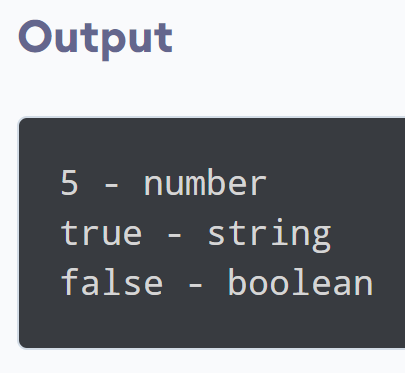 Output
5 - number
true - string
false - boolean